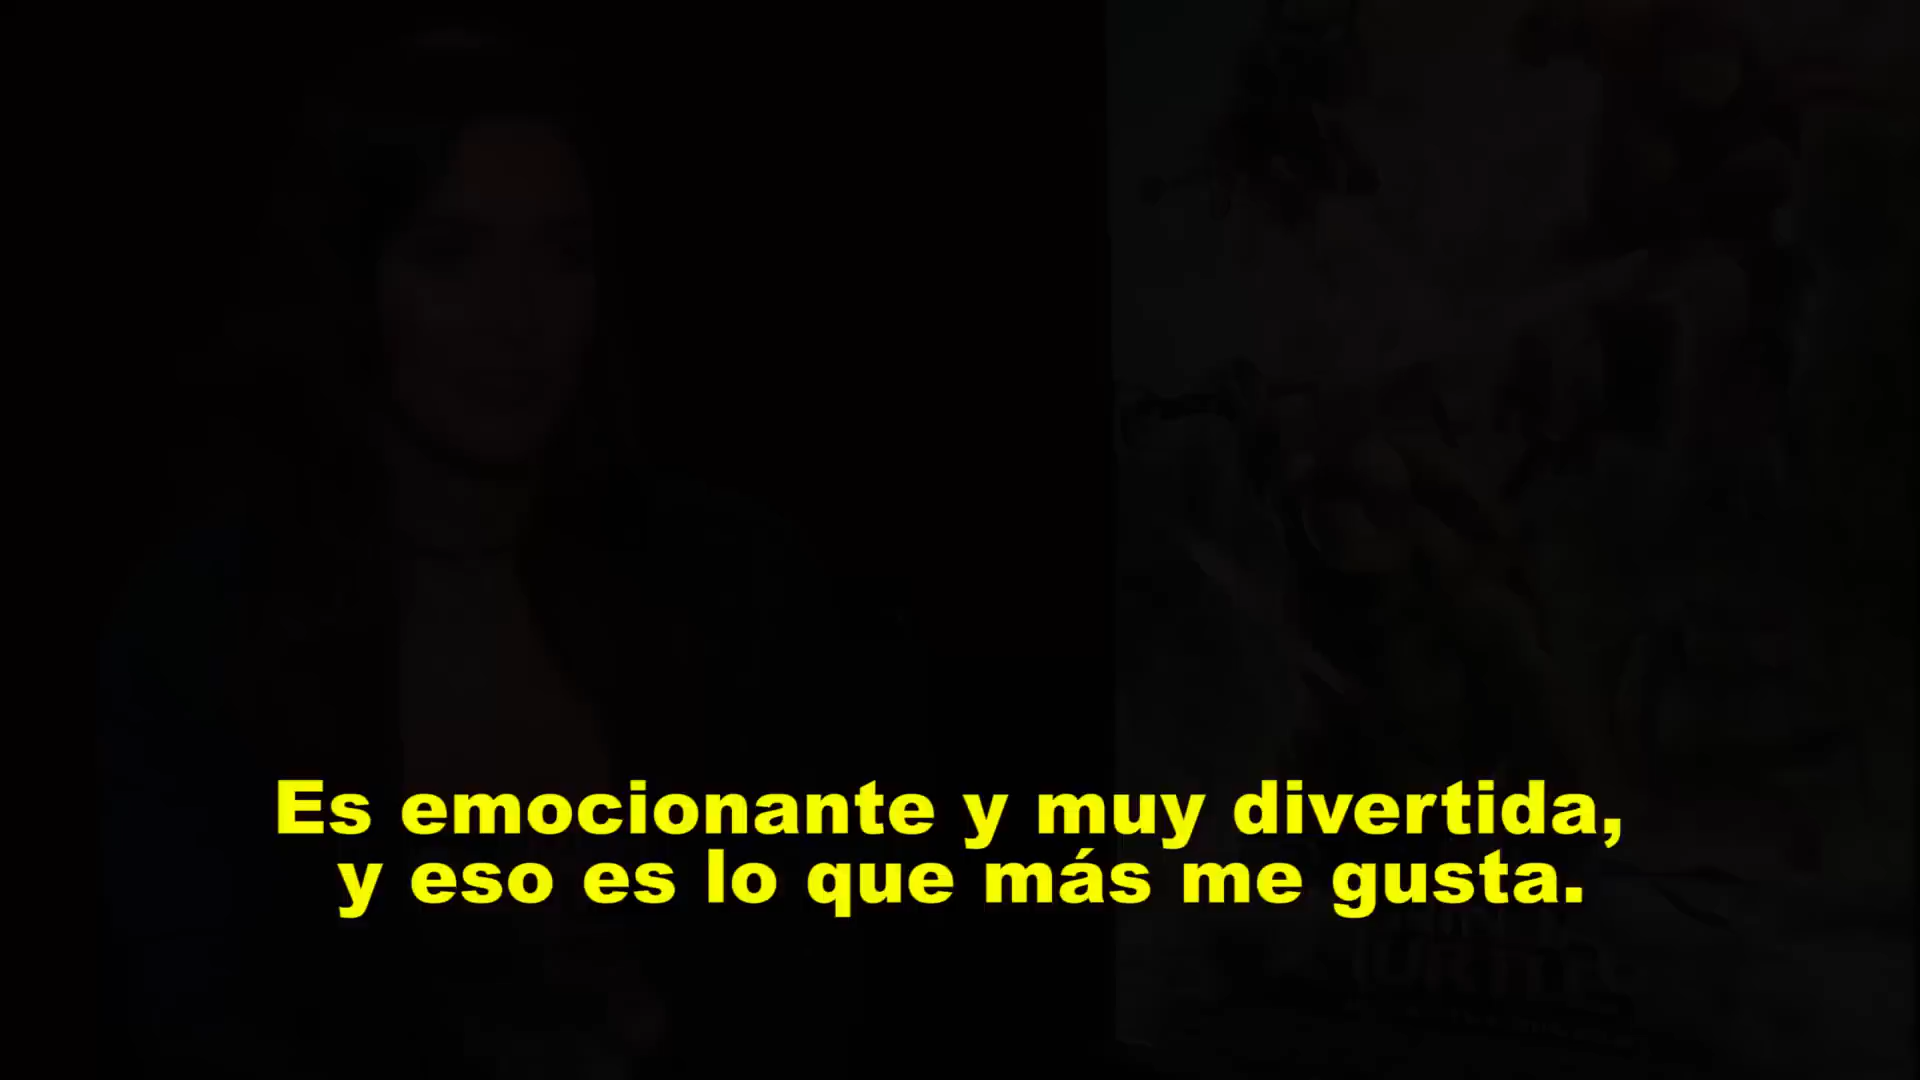 Es emocionante y muy divertida,
y eso es lo que más me gusta.